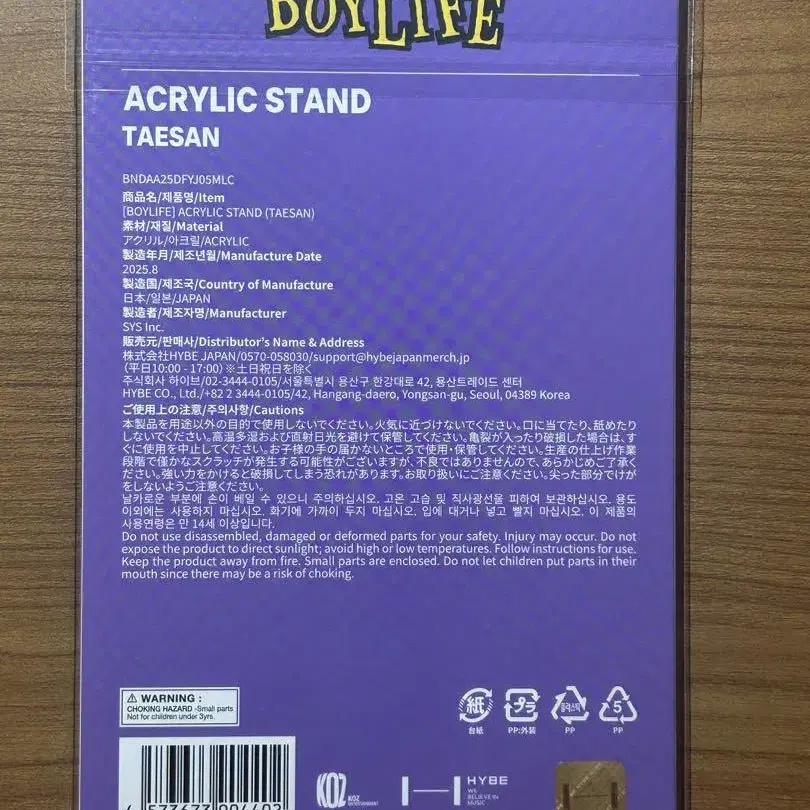 BOYLIFE
ACRYLIC STAND
TAESAN
BNDAA25DFYJ05MLC
商品名/제품명/Item
[BOYLIFE] ACRYLIC STAND (TAESAN)
素材/재질/Material
アクリル/아크릴/ACRYLIC
製造年月/제조년월/Manufacture Date
2025.8
製造国/제조국/Country of Manufacture
日本/일본/JAPAN
製造者/제조자명/Manufacturer
SYS Inc.
販売元/판매사/Distributor's Name & Address
株式会社HYBE JAPAN/0570-058030/support@hybejapanmerch.jp
(平日10:00 - 17:00) ※土日祝日を除く
주식회사 하이브/02-3444-0105/서울특별시 용산구 한강대로 42, 용산트레이드 센터
HYBE CO., Ltd./+82 2 3444-0105/42, Hangang-daero, Yongsan-gu, Seoul, 04389 Korea
ご使用上の注意/주의사항/Cautions
本製品を用途以外の目的で使用しないでください。火気に近づけないでください。口に当てたり、舐めたり
しないでください。高温多湿および直射日光を避けて保管してください。亀裂が入ったり破損した場合は、す
ぐに使用を中止してください。お子様の手の届かないところで使用・保管してください。生産の仕上げ作業
段階で僅かなスクラッチが発生する可能性がございますが、不良ではありませんので、あらかじめご了承く
ださい。強い力をかけると破損してしまう恐れがあります。お取り扱いにご注意ください。尖った部分でけが
をしないようご注意ください。
날카로운 부분에 손이 베일 수 있으니 주의하십시오. 고온 고습 및 직사광선을 피하여 보관하십시오. 용도
이외에는 사용하지 마십시오. 화기에 가까이 두지 마십시오. 입에 대거나 넣고 빨지 마십시오. 이 제품의
사용연령은 만 14세 이상입니다.
Do not use disassembled, damaged or deformed parts for your safety. Injury may occur. Do not
expose the product to direct sunlight; avoid high or low temperatures. Follow instructions for use.
Keep the product away from fire. Small parts are enclosed. Do not let children put parts in their
mouth since there may be a risk of choking.
WARNING :
CHOKING HAZARD -Small parts
Not for children under 3yrs.
紙 プラ 플라스틱 5
台紙 PP:外装 PP PP
KOZ KOZ ENTERTAINMENT
HYBE
WE
BELIEVE IN
MUSIC